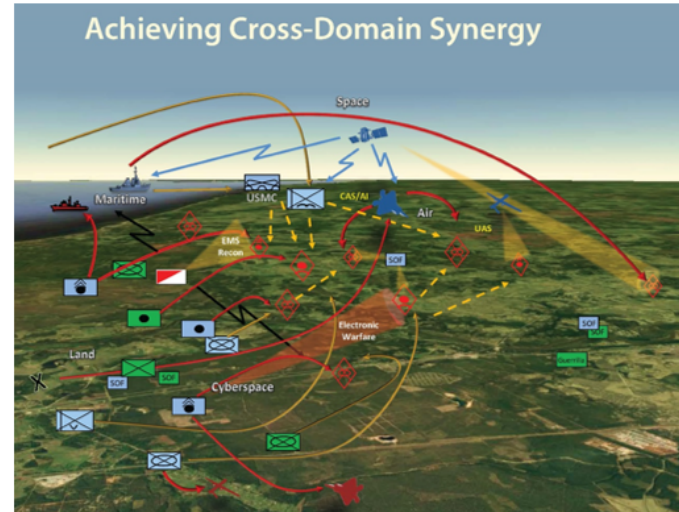 Achieving Cross-Domain Synergy
Space
Maritime
USMC
CAS/AI
Air
UAS
EMS
Recon
SOF
Electronic
Warfare
SOF
SOF
Land
Guerrilla
SOF
SOF
Cyberspace